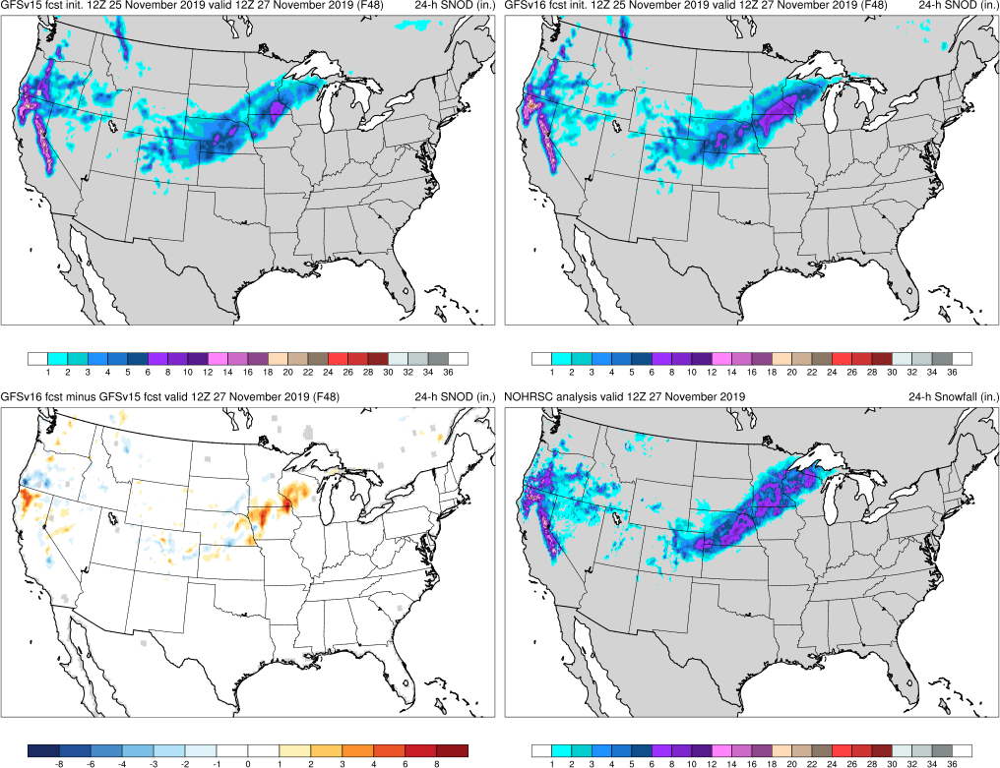 GFSv15 fcst init. 12Z 25 November 2019 valid 12Z 27 November 2019 (F48) 24-h SNOD (in.)
GFSv16 fcst init. 12Z 25 November 2019 valid 12Z 27 November 2019 (F48) 24-h SNOD (in.)
1 2 3 4 5 6 8 10 12 14 16 18 20 22 24 26 28 30 32 34 36
1 2 3 4 5 6 8 10 12 14 16 18 20 22 24 26 28 30 32 34 36
GFSv16 fcst minus GFSv15 fcst valid 12Z 27 November 2019 (F48) 24-h SNOD (in.)
NOHRSC analysis valid 12Z 27 November 2019 24-h Snowfall (in.)
-8 -6 -4 -2 -1 0 1 2 3 4 6 8
1 2 3 4 5 6 8 10 12 14 16 18 20 22 24 26 28 30 32 34 36